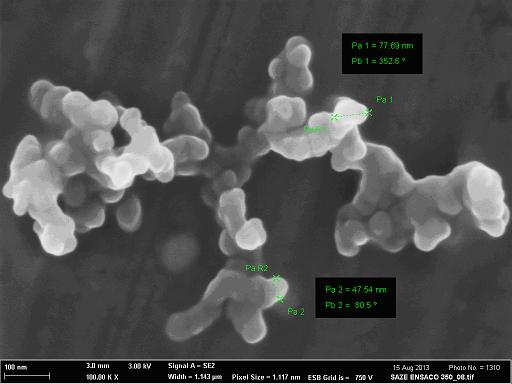 Pa 1 = 77.69 nm
Pb 1 = 352.6 °
Pa 1
Pa R2
Pa 2 = 47.54 nm
Pb 2 = 80.5 °
Pa 2
100 nm
3.0 mm
3.00 kV
Signal A = SE2
15 Aug 2013
Photo No. = 1310
100.00 K X
Width = 1.143 µm
Pixel Size = 1.117 nm
ESB Grid is = 750 V
SAZE ENSACO 350_08.tif